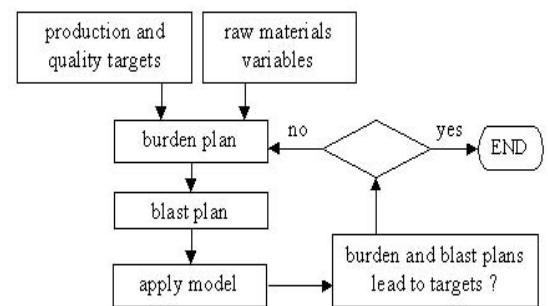 production and
quality targets
raw materials
variables
burden plan
no
yes
END
blast plan
apply model
burden and blast plans
lead to targets ?